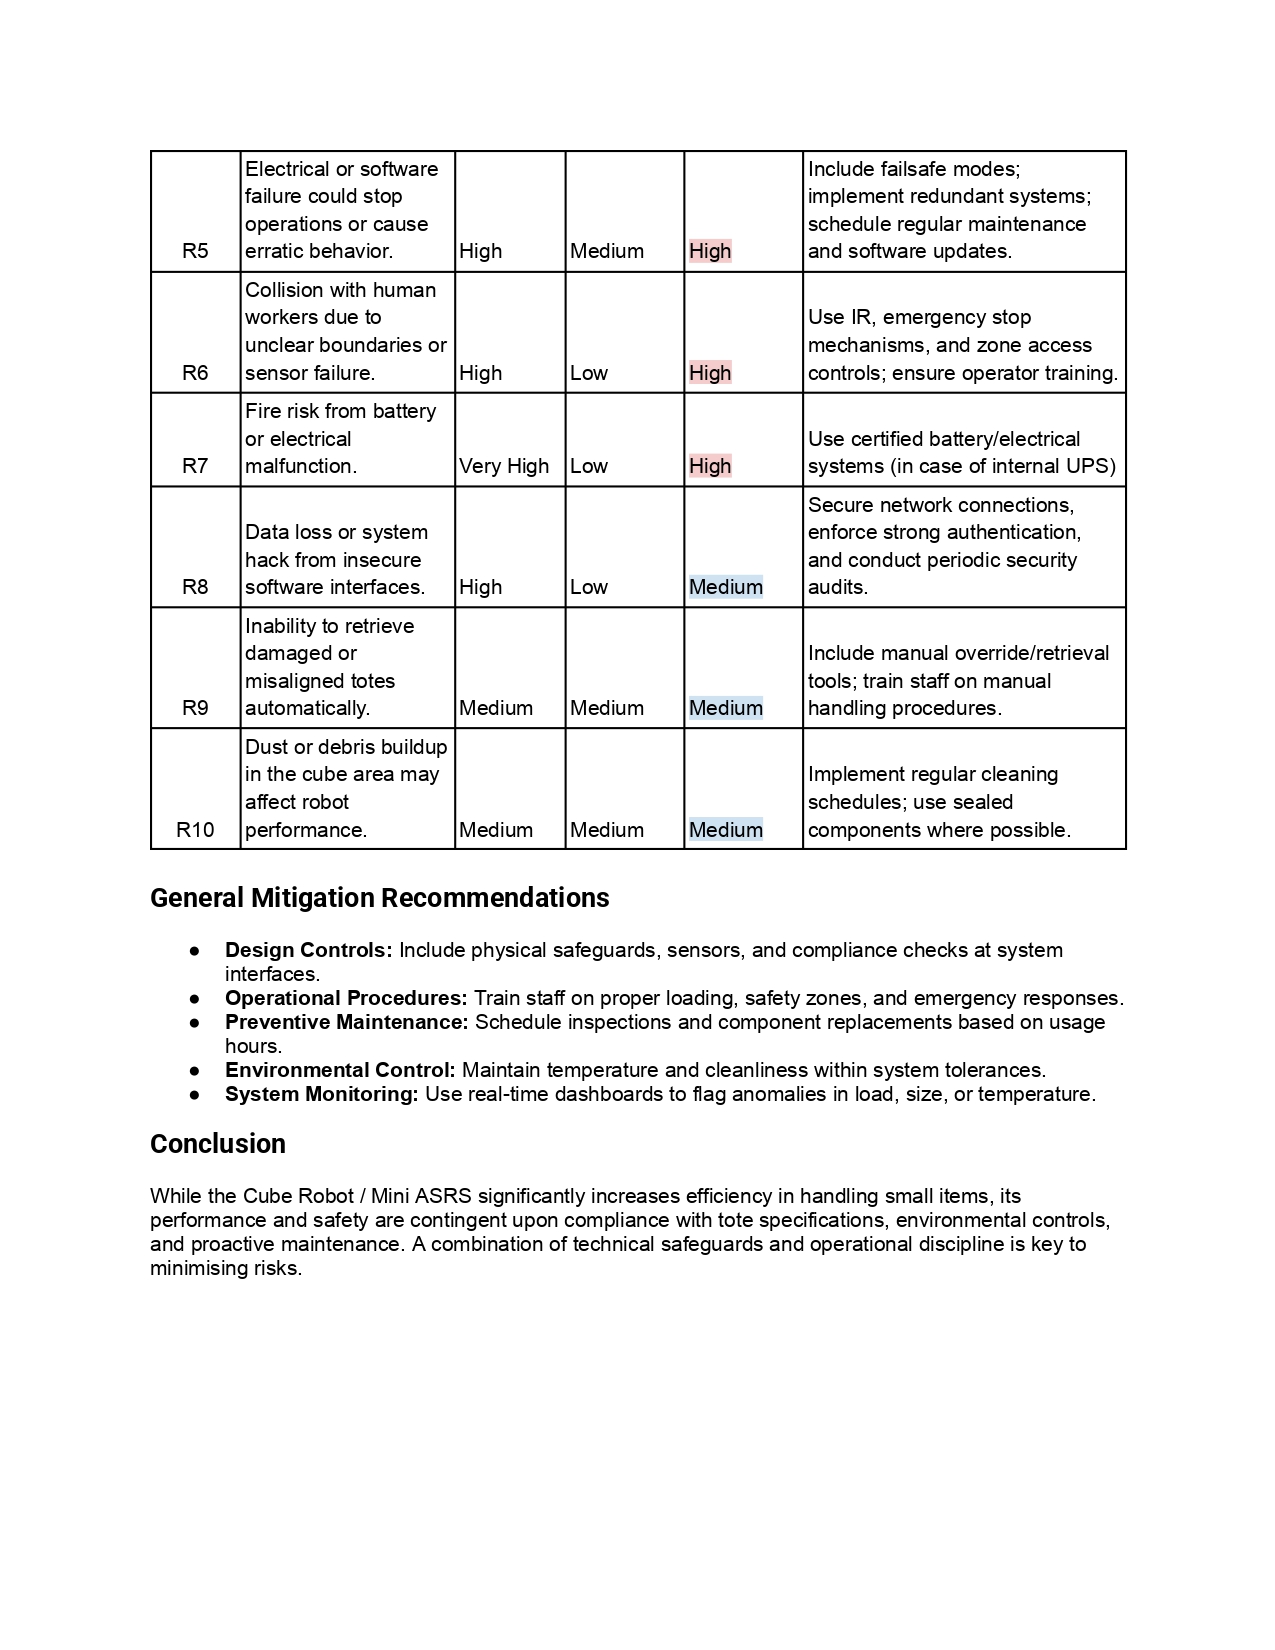 Electrical or software
failure could stop
operations or cause
erratic behavior.
R5
High
Medium
High
Include failsafe modes;
implement redundant systems;
schedule regular maintenance
and software updates.
Collision with human
workers due to
unclear boundaries or
sensor failure.
R6
High
Low
High
Use IR, emergency stop
mechanisms, and zone access
controls; ensure operator training.
Fire risk from battery
or electrical
malfunction.
R7
Very High
Low
High
Use certified battery/electrical
systems (in case of internal UPS)
Data loss or system
hack from insecure
software interfaces.
R8
High
Low
Medium
Secure network connections,
enforce strong authentication,
and conduct periodic security
audits.
Inability to retrieve
damaged or
misaligned totes
automatically.
R9
Medium
Medium
Medium
Include manual override/retrieval
tools; train staff on manual
handling procedures.
Dust or debris buildup
in the cube area may
affect robot
performance.
R10
Medium
Medium
Medium
Implement regular cleaning
schedules; use sealed
components where possible.
General Mitigation Recommendations
● Design Controls: Include physical safeguards, sensors, and compliance checks at system
interfaces.
● Operational Procedures: Train staff on proper loading, safety zones, and emergency responses.
● Preventive Maintenance: Schedule inspections and component replacements based on usage
hours.
● Environmental Control: Maintain temperature and cleanliness within system tolerances.
● System Monitoring: Use real-time dashboards to flag anomalies in load, size, or temperature.
Conclusion
While the Cube Robot / Mini ASRS significantly increases efficiency in handling small items, its
performance and safety are contingent upon compliance with tote specifications, environmental controls,
and proactive maintenance. A combination of technical safeguards and operational discipline is key to
minimising risks.